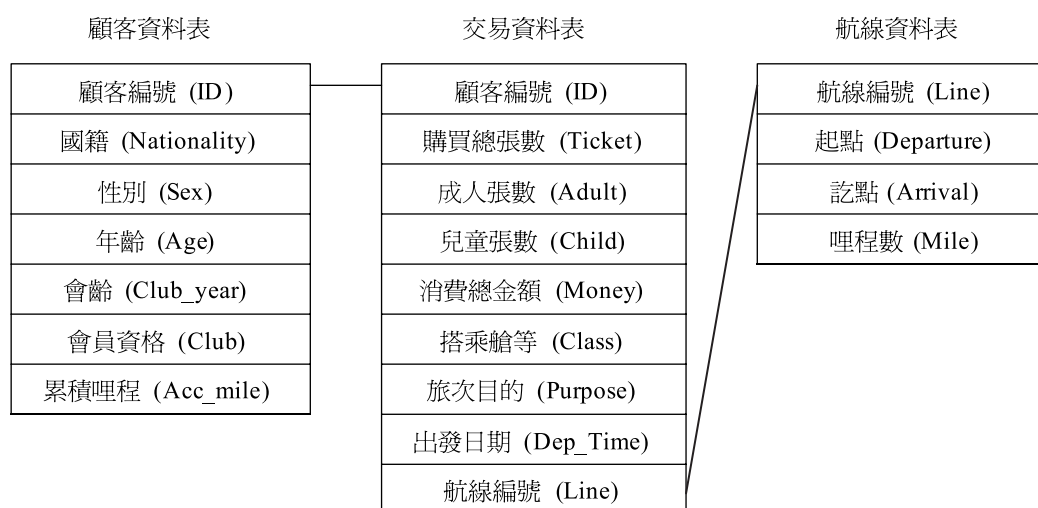 顧客資料表
顧客編號 (ID)
國籍 (Nationality)
性別 (Sex)
年齡 (Age)
會齡 (Club_year)
會員資格 (Club)
累積哩程 (Acc_mile)
交易資料表
顧客編號 (ID)
購買總張數 (Ticket)
成人張數 (Adult)
兒童張數 (Child)
消費總金額 (Money)
搭乘艙等 (Class)
旅次目的 (Purpose)
出發日期 (Dep_Time)
航線編號 (Line)
航線資料表
航線編號 (Line)
起點 (Departure)
訖點 (Arrival)
哩程數 (Mile)